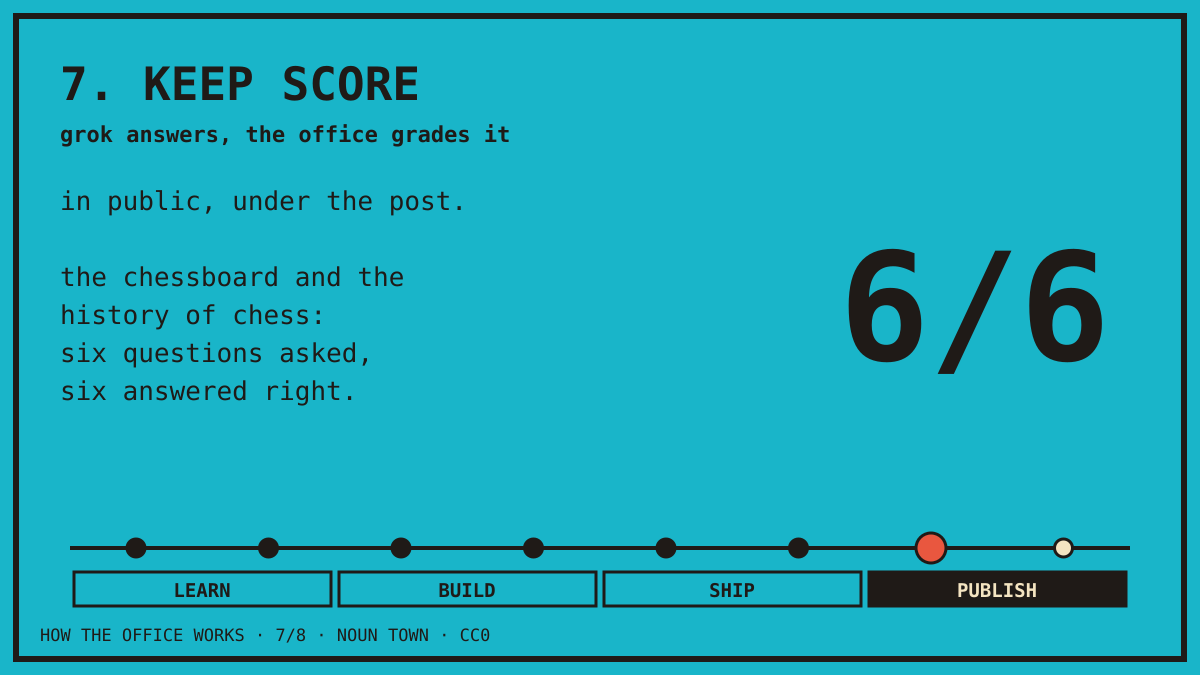 7. KEEP SCORE
grok answers, the office grades it
in public, under the post.
the chessboard and the
history of chess:
six questions asked,
six answered right.
6/6
LEARN
BUILD
SHIP
PUBLISH
HOW THE OFFICE WORKS · 7/8 · NOUN TOWN · CC0